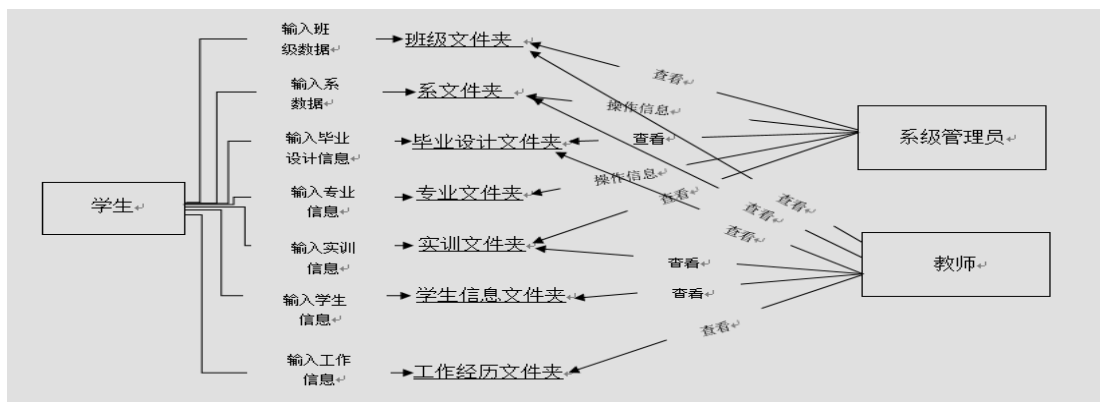 输入班
级数据
班级文件夹
查看
输入系
数据
系文件夹
操作信息
系级管理员
输入毕业
设计信息
毕业设计文件夹
查看
操作信息
学生
输入专业
信息
专业文件夹
查看
查看
查看
查看
输入实训
信息
实训文件夹
查看
教师
输入学生
信息
学生信息文件夹
查看
查看
输入工作
信息
工作经历文件夹